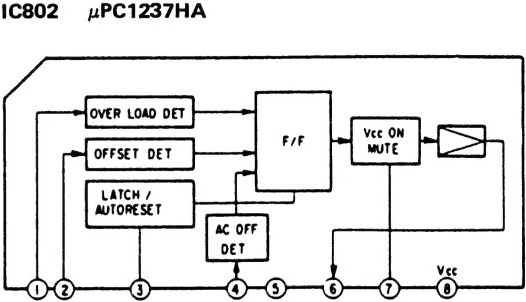 IC802 μPC1237HA
OVER LOAD DET
OFFSET DET
LATCH /
AUTORESET
F/F
Vcc ON
MUTE
AC OFF
DET
Vcc
1 2 3 4 5 6 7 8